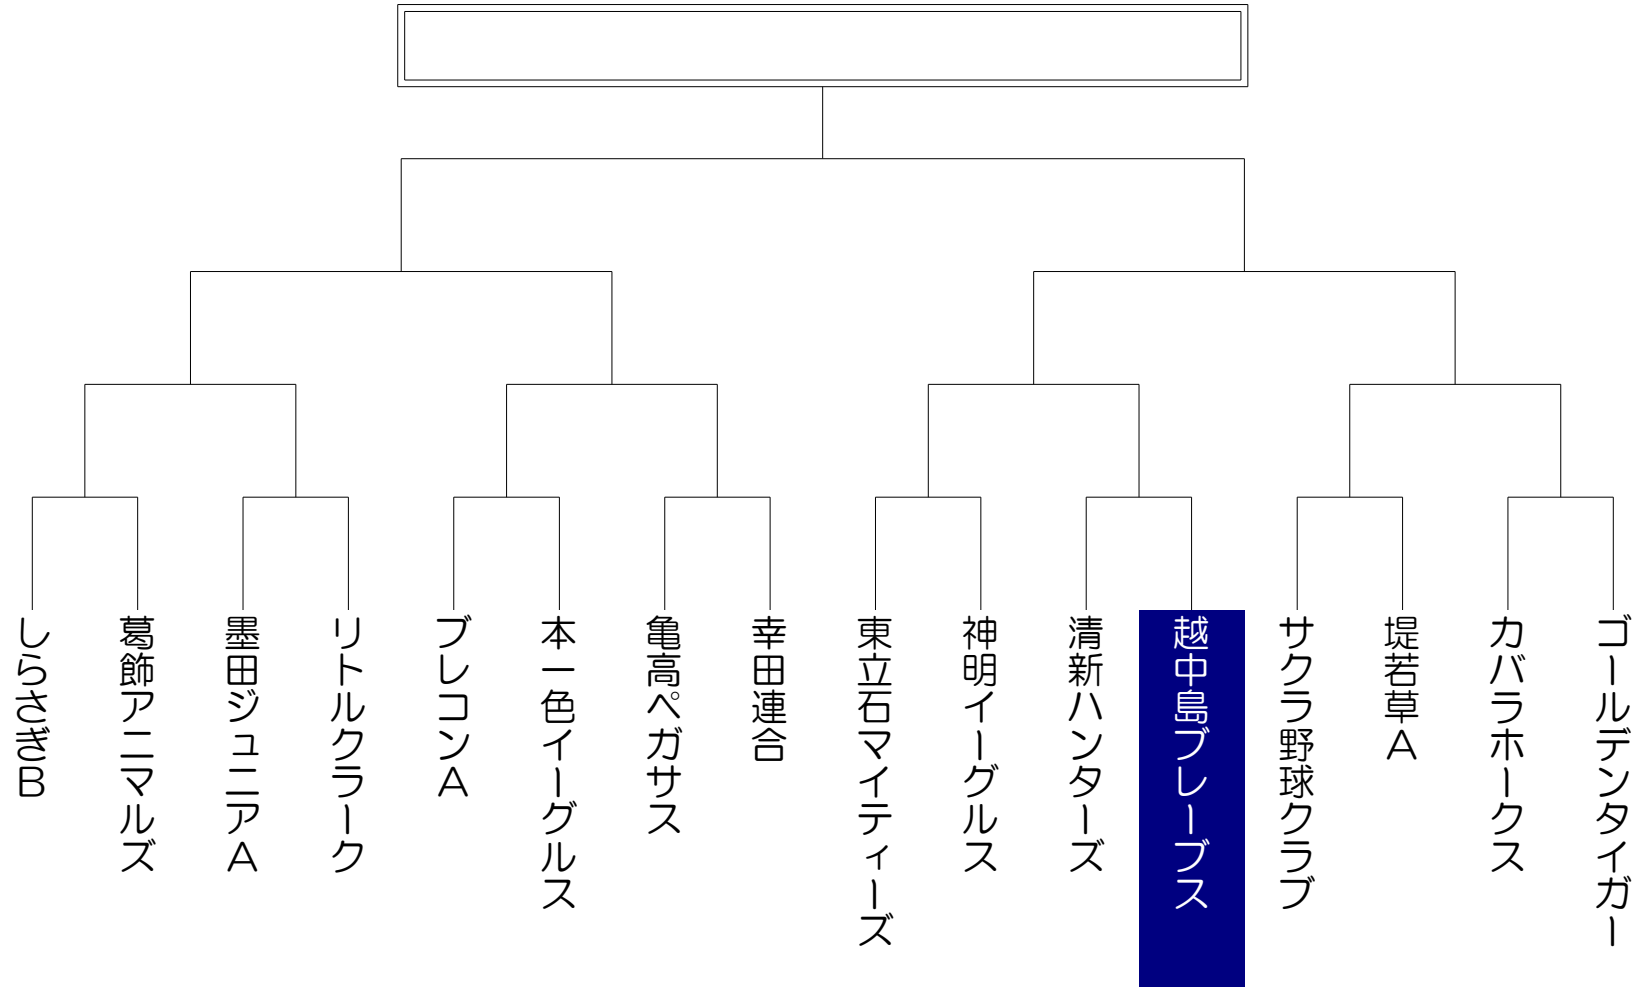 しらさぎB
葛飾アニマルズ
墨田ジュニアA
リトルクラーク
ブレコンA
本一色イーグルス
亀高ペガサス
幸田連合
東立石マイティーズ
神明イーグルス
清新ハンターズ
越中島ブレーブス
サクラ野球クラブ
堤若草A
カバラホークス
ゴールデンタイガー